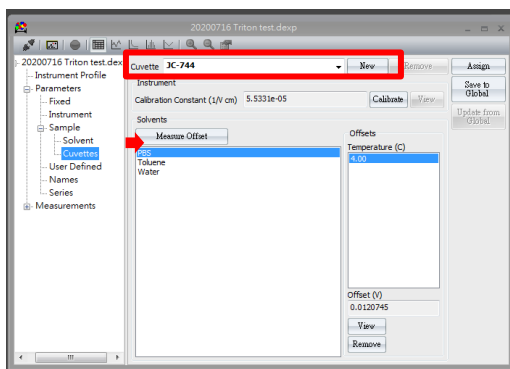 20200716 Triton test.dexp
20200716 Triton test.dex
Instrument Profile
Parameters
Fixed
Instrument
Sample
Solvent
Cuvettes
User Defined
Names
Series
Measurements
Cuvette JC-744 New Remove
Instrument
Calibration Constant (1/V cm) 5.5331e-05 Calibrate View
Solvents
Measure Offset
PBS
Toluene
Water
Offsets
Temperature (C)
4.00
Offset (V)
0.0120745
View
Remove
Assign
Save to
Global
Update from
Global